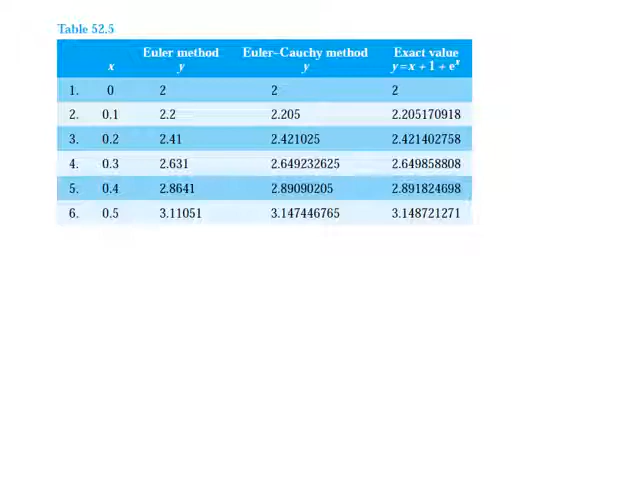 Table 52.5
Euler method Euler–Cauchy method Exact value
x y y y = x + 1 + eˣ
1. 0 2 2 2
2. 0.1 2.2 2.205 2.205170918
3. 0.2 2.41 2.421025 2.421402758
4. 0.3 2.631 2.649232625 2.649858808
5. 0.4 2.8641 2.89090205 2.891824698
6. 0.5 3.11051 3.147446765 3.148721271